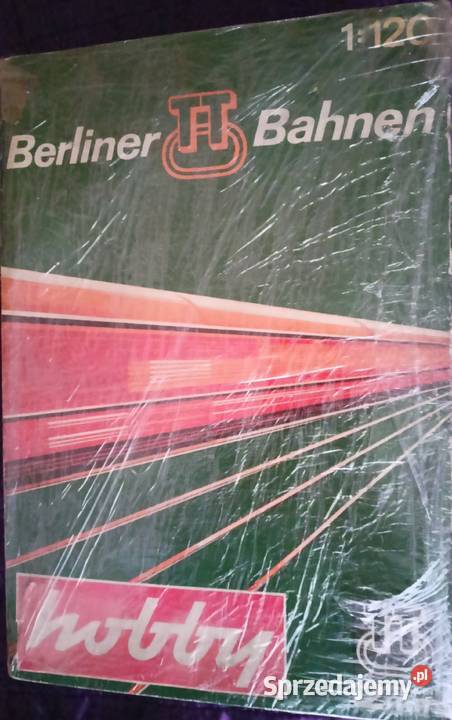 1:120
Berliner TT Bahnen
hobby
TT
Sprzedajemy.pl